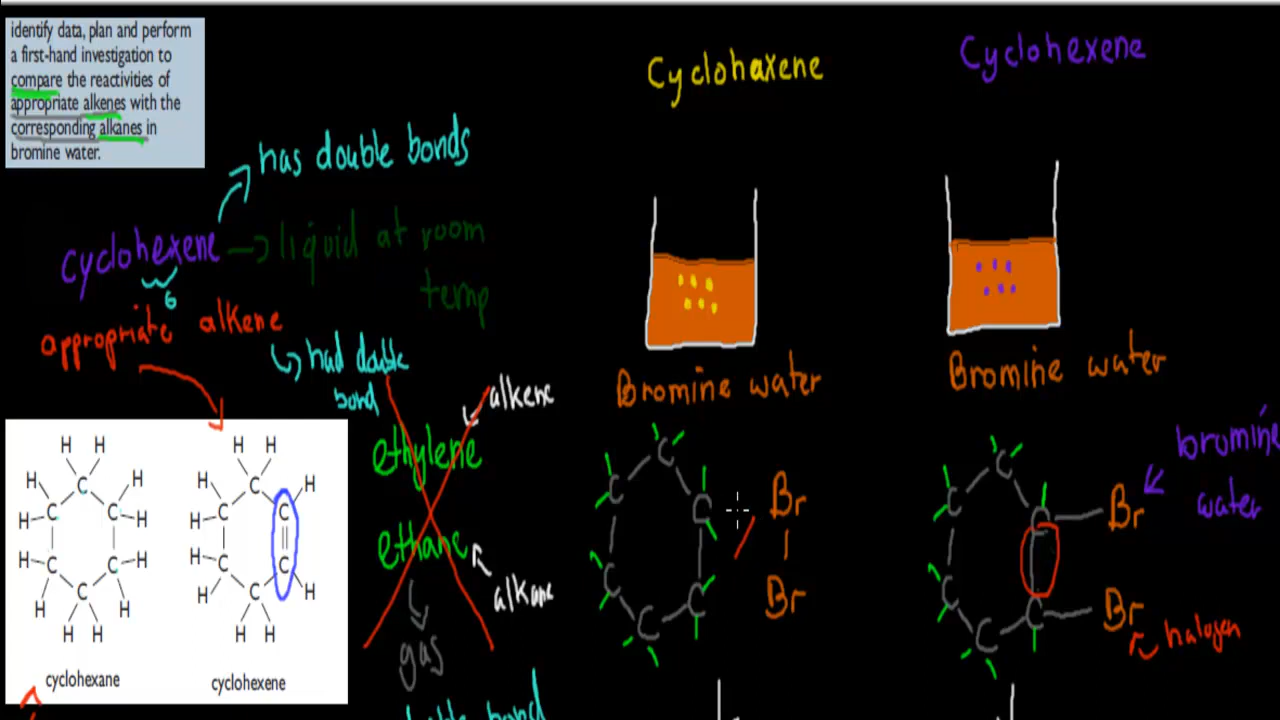 identify data, plan and perform
a first-hand investigation to
compare the reactivities of
appropriate alkenes with the
corresponding alkanes in
bromine water.
has double bonds
cyclohexene → liquid at room
temp
6
appropriate alkene
had double
bond
alkene
ethylene
ethane
alkane
gas
double bond
H H
H H
C
H C C H
H H
H C C H
C
H H
H H
cyclohexane
H H
H C H
H C C
H C C
H C H
H H
cyclohexene
Cyclohaxene
Bromine water
C
C C
C C
C
Br
Br
Cyclohexene
Bromine water
C
C C Br
C C Br
C
bromine
water
halogen